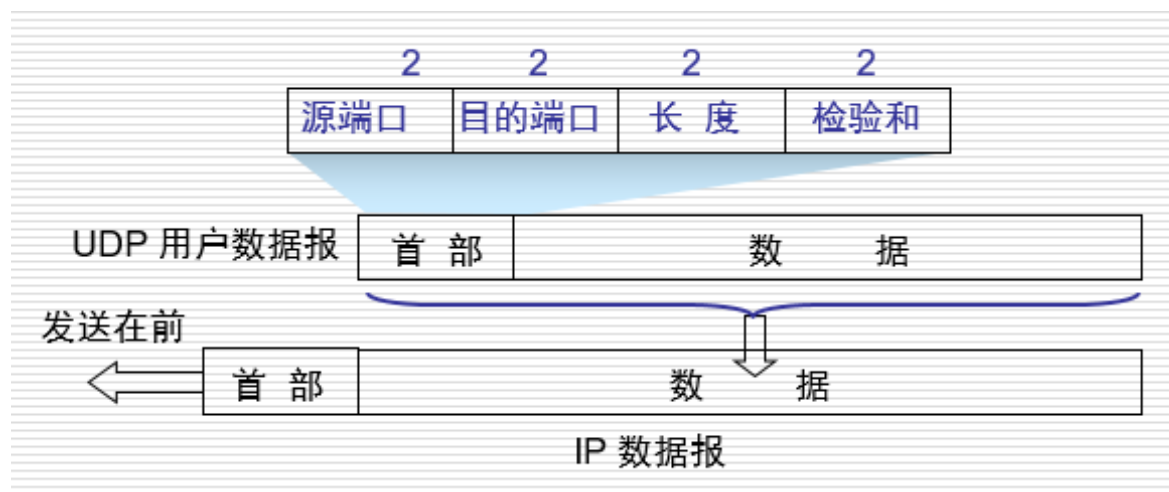 2 2 2 2
源端口 目的端口 长 度 检验和
UDP 用户数据报 首 部 数 据
发送在前
首 部 数 据
IP 数据报